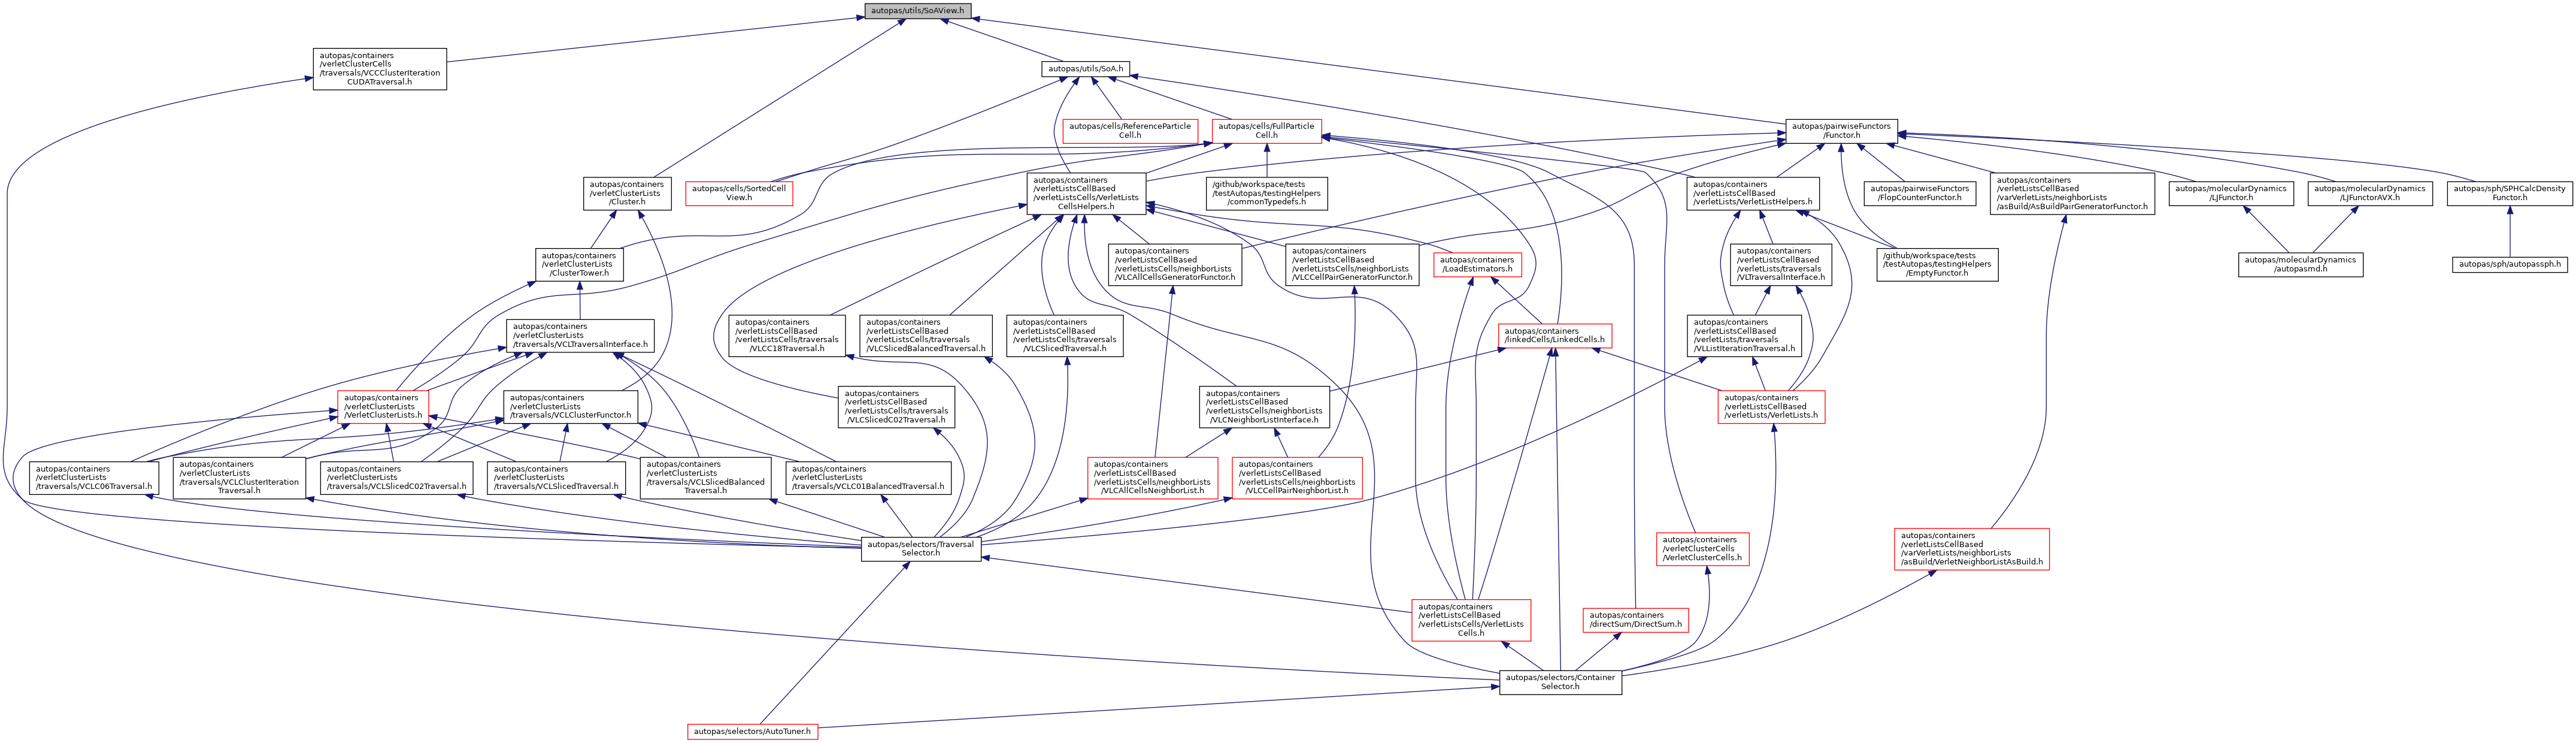 autopas/utils/SoAView.h
autopas/containers
/verletClusterCells
/traversals/VCCClusterIteration
CUDATraversal.h
autopas/utils/SoA.h
autopas/cells/ReferenceParticle
Cell.h
autopas/cells/FullParticle
Cell.h
autopas/pairwiseFunctors
/Functor.h
autopas/containers
/verletClusterLists
/Cluster.h
autopas/cells/SortedCell
View.h
autopas/containers
/verletListsCellBased
/verletListsCells/VerletLists
CellsHelpers.h
/github/workspace/tests
/testAutopas/testingHelpers
/commonTypedefs.h
autopas/containers
/verletListsCellBased
/verletLists/VerletListHelpers.h
autopas/pairwiseFunctors
/FlopCounterFunctor.h
autopas/containers
/verletListsCellBased
/varVerletLists/neighborLists
/asBuild/AsBuildPairGeneratorFunctor.h
autopas/molecularDynamics
/LJFunctor.h
autopas/molecularDynamics
/LJFunctorAVX.h
autopas/sph/SPHCalcDensity
Functor.h
autopas/containers
/verletClusterLists
/ClusterTower.h
autopas/containers
/verletListsCellBased
/verletListsCells/neighborLists
/VLCAllCellsGeneratorFunctor.h
autopas/containers
/verletListsCellBased
/verletListsCells/neighborLists
/VLCCellPairGeneratorFunctor.h
autopas/containers
/LoadEstimators.h
autopas/containers
/verletListsCellBased
/verletLists/traversals
/VLTraversalInterface.h
/github/workspace/tests
/testAutopas/testingHelpers
/EmptyFunctor.h
autopas/molecularDynamics
/autopasmd.h
autopas/sph/autopassph.h
autopas/containers
/verletClusterLists
/traversals/VCLTraversalInterface.h
autopas/containers
/verletListsCellBased
/verletListsCells/traversals
/VLCC18Traversal.h
autopas/containers
/verletListsCellBased
/verletListsCells/traversals
/VLCSlicedBalancedTraversal.h
autopas/containers
/verletListsCellBased
/verletListsCells/traversals
/VLCSlicedTraversal.h
autopas/containers
/linkedCells/LinkedCells.h
autopas/containers
/verletListsCellBased
/verletLists/traversals
/VLListIterationTraversal.h
autopas/containers
/verletClusterLists
/VerletClusterLists.h
autopas/containers
/verletClusterLists
/traversals/VCLClusterFunctor.h
autopas/containers
/verletListsCellBased
/verletListsCells/traversals
/VLCSlicedC02Traversal.h
autopas/containers
/verletListsCellBased
/verletListsCells/neighborLists
/VLCNeighborListInterface.h
autopas/containers
/verletListsCellBased
/verletLists/VerletLists.h
autopas/containers
/verletClusterLists
/traversals/VCLC06Traversal.h
autopas/containers
/verletClusterLists
/traversals/VCLClusterIteration
Traversal.h
autopas/containers
/verletClusterLists
/traversals/VCLSlicedC02Traversal.h
autopas/containers
/verletClusterLists
/traversals/VCLSlicedTraversal.h
autopas/containers
/verletClusterLists
/traversals/VCLSlicedBalanced
Traversal.h
autopas/containers
/verletClusterLists
/traversals/VCLC01BalancedTraversal.h
autopas/containers
/verletListsCellBased
/verletListsCells/neighborLists
/VLCAllCellsNeighborList.h
autopas/containers
/verletListsCellBased
/verletListsCells/neighborLists
/VLCCellPairNeighborList.h
autopas/selectors/Traversal
Selector.h
autopas/containers
/verletClusterCells
/VerletClusterCells.h
autopas/containers
/verletListsCellBased
/varVerletLists/neighborLists
/asBuild/VerletNeighborListAsBuild.h
autopas/containers
/verletListsCellBased
/verletListsCells/VerletLists
Cells.h
autopas/containers
/directSum/DirectSum.h
autopas/selectors/Container
Selector.h
autopas/selectors/AutoTuner.h